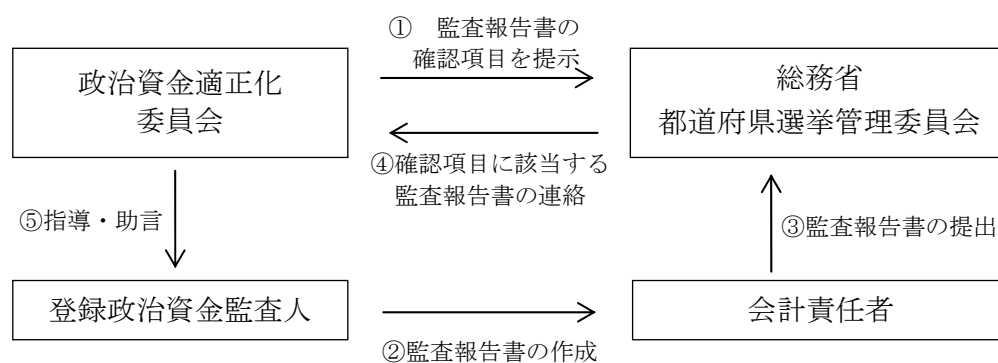 ① 監査報告書の
確認項目を提示
政治資金適正化
委員会
総務省
都道府県選挙管理委員会
④確認項目に該当する
監査報告書の連絡
⑤指導・助言
③監査報告書の提出
登録政治資金監査人
会計責任者
②監査報告書の作成